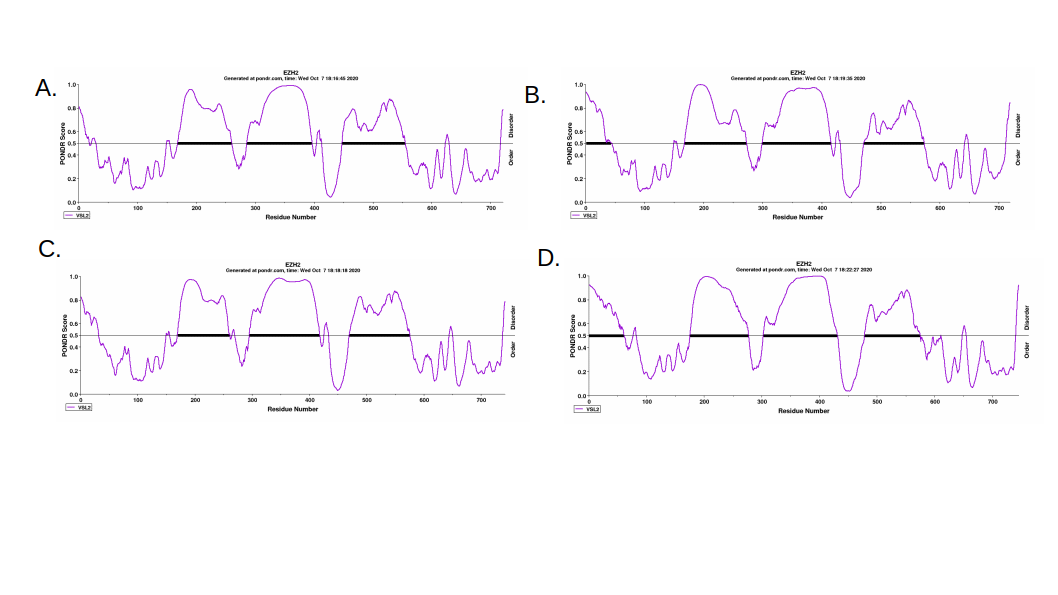 A.
EZH2
Generated at pondr.com, time: Wed Oct 7 18:16:45 2020
1.0
0.8
0.6
0.5
0.4
0.2
0.0
PONDR Score
Disorder
Order
0 100 200 300 400 500 600 700
Residue Number
VSL2
B.
EZH2
Generated at pondr.com, time: Wed Oct 7 18:19:35 2020
1.0
0.8
0.6
0.5
0.4
0.2
0.0
PONDR Score
Disorder
Order
0 100 200 300 400 500 600 700
Residue Number
VSL2
C.
EZH2
Generated at pondr.com, time: Wed Oct 7 18:18:18 2020
1.0
0.8
0.6
0.5
0.4
0.2
0.0
PONDR Score
Disorder
Order
0 100 200 300 400 500 600 700
Residue Number
VSL2
D.
EZH2
Generated at pondr.com, time: Wed Oct 7 18:22:27 2020
1.0
0.8
0.6
0.5
0.4
0.2
0.0
PONDR Score
Disorder
Order
0 100 200 300 400 500 600 700
Residue Number
VSL2